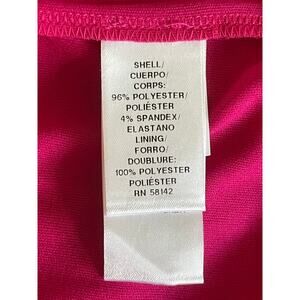 SHELL/
CUERPO/
CORPS:
96% POLYESTER/
POLIÉSTER
4% SPANDEX/
ELASTANO
LINING/
FORRO/
DOUBLURE:
100% POLYESTER
POLIÉSTER
RN 58142